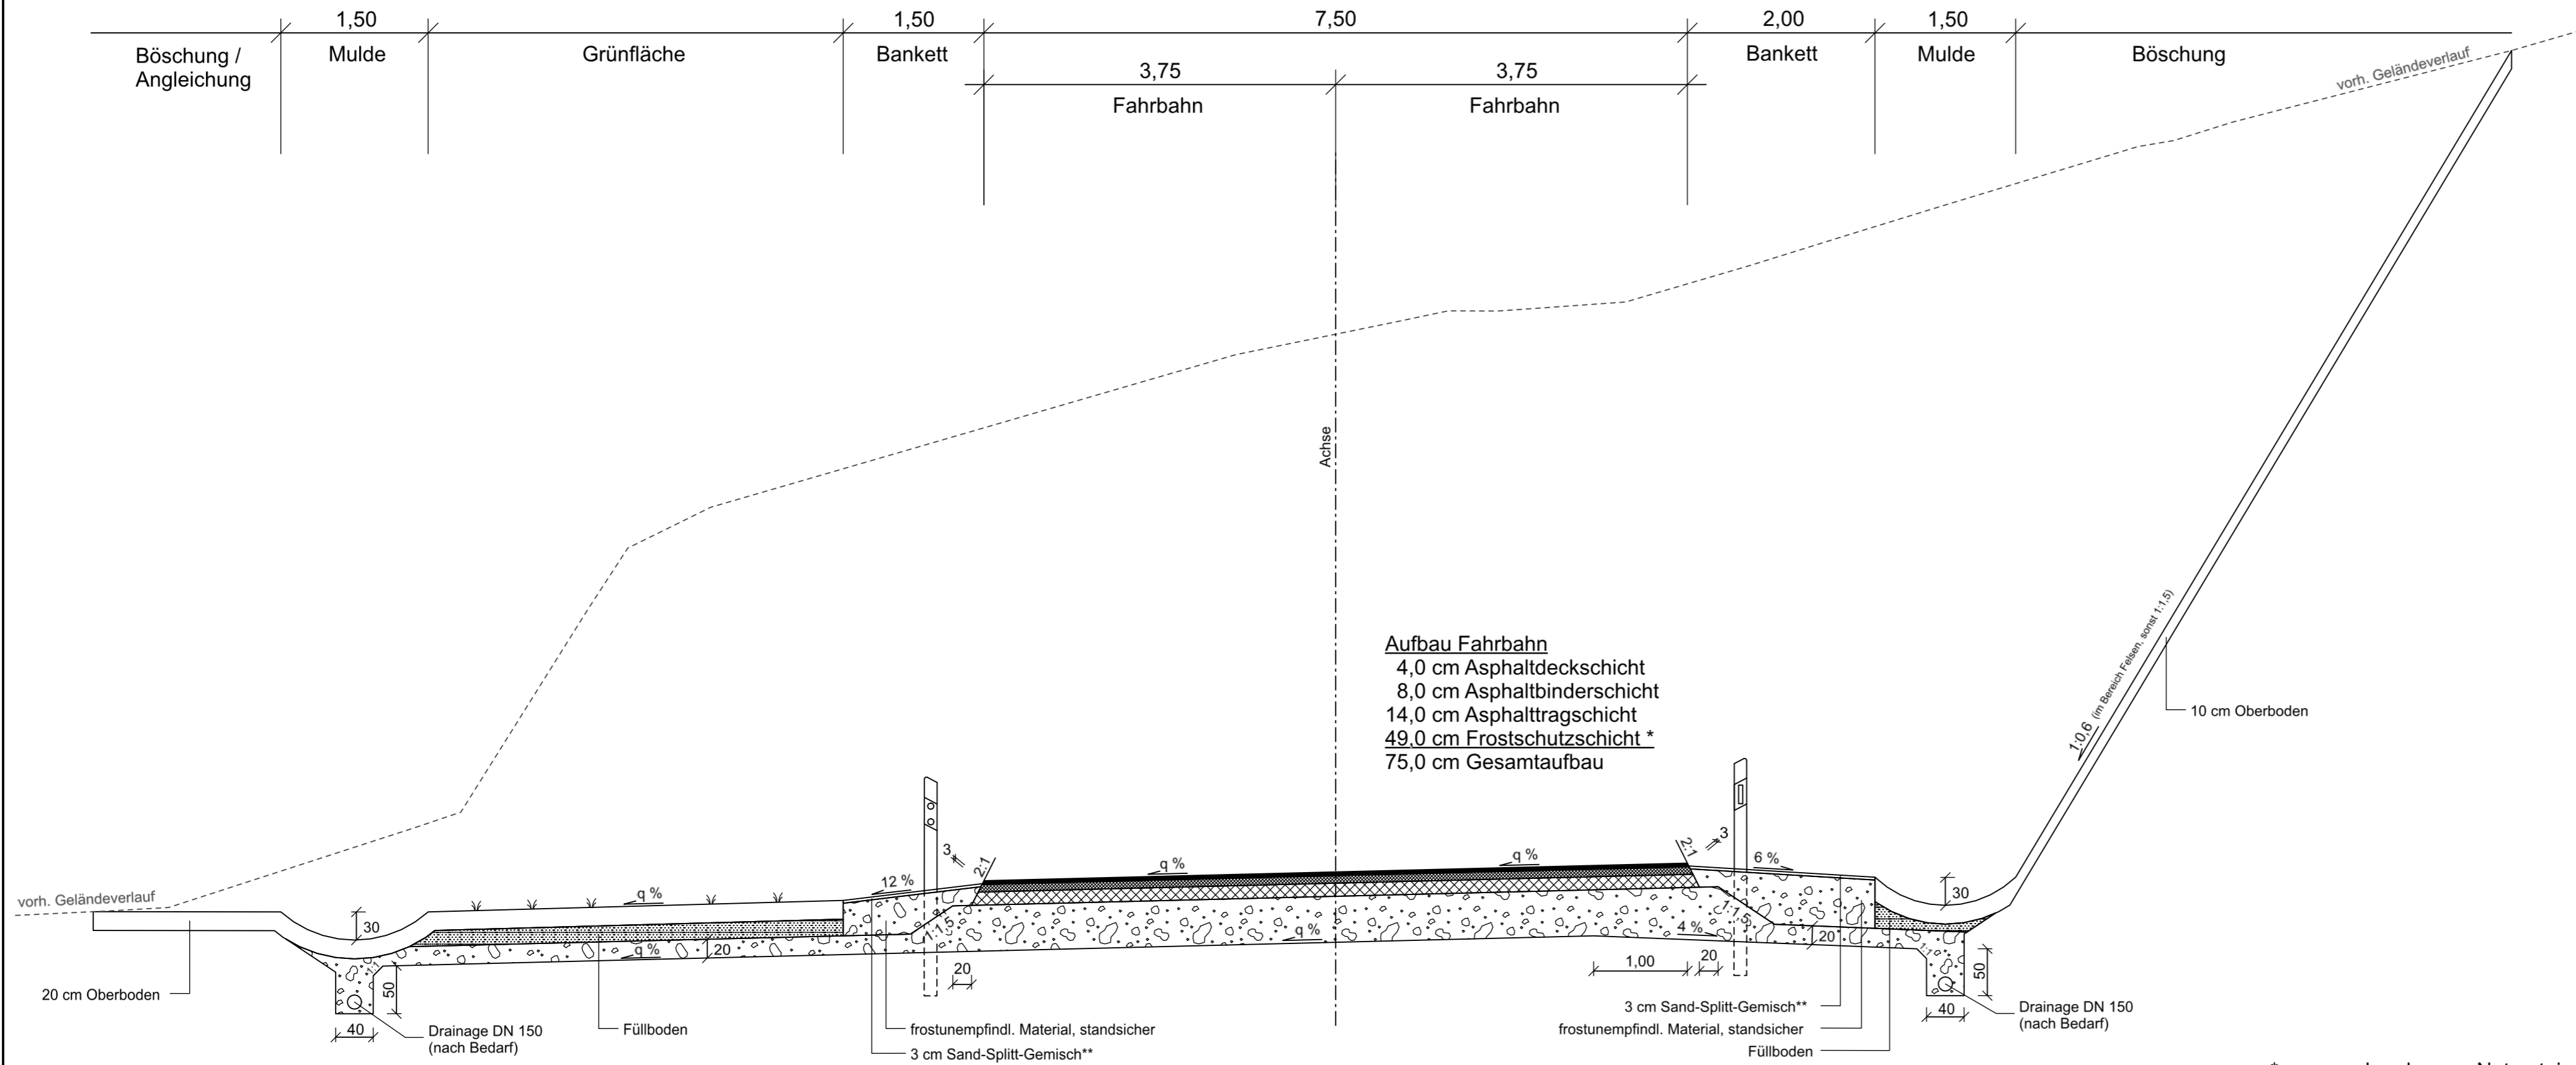 1,50
1,50
7,50
2,00
1,50
Böschung /
Angleichung
Mulde
Grünfläche
Bankett
Bankett
Mulde
Böschung
3,75
3,75
Fahrbahn
Fahrbahn
vorh. Geländeverlauf
Achse
Aufbau Fahrbahn
4,0 cm Asphaltdeckschicht
8,0 cm Asphaltbinderschicht
14,0 cm Asphalttragschicht
49,0 cm Frostschutzschicht *
75,0 cm Gesamtaufbau
1:0,6 (im Bereich Felsen, sonst 1:1,5)
10 cm Oberboden
vorh. Geländeverlauf
30
q %
12 %
3
2:1
q %
q %
2:1
3
6 %
30
1:1
q %
20
1:1,5
q %
4 %
1:1,5
20
1:1
50
20
1,00
20
50
20 cm Oberboden
40
Drainage DN 150
(nach Bedarf)
Füllboden
frostunempfindl. Material, standsicher
3 cm Sand-Splitt-Gemisch**
3 cm Sand-Splitt-Gemisch**
frostunempfindl. Material, standsicher
Füllboden
40
Drainage DN 150
(nach Bedarf)